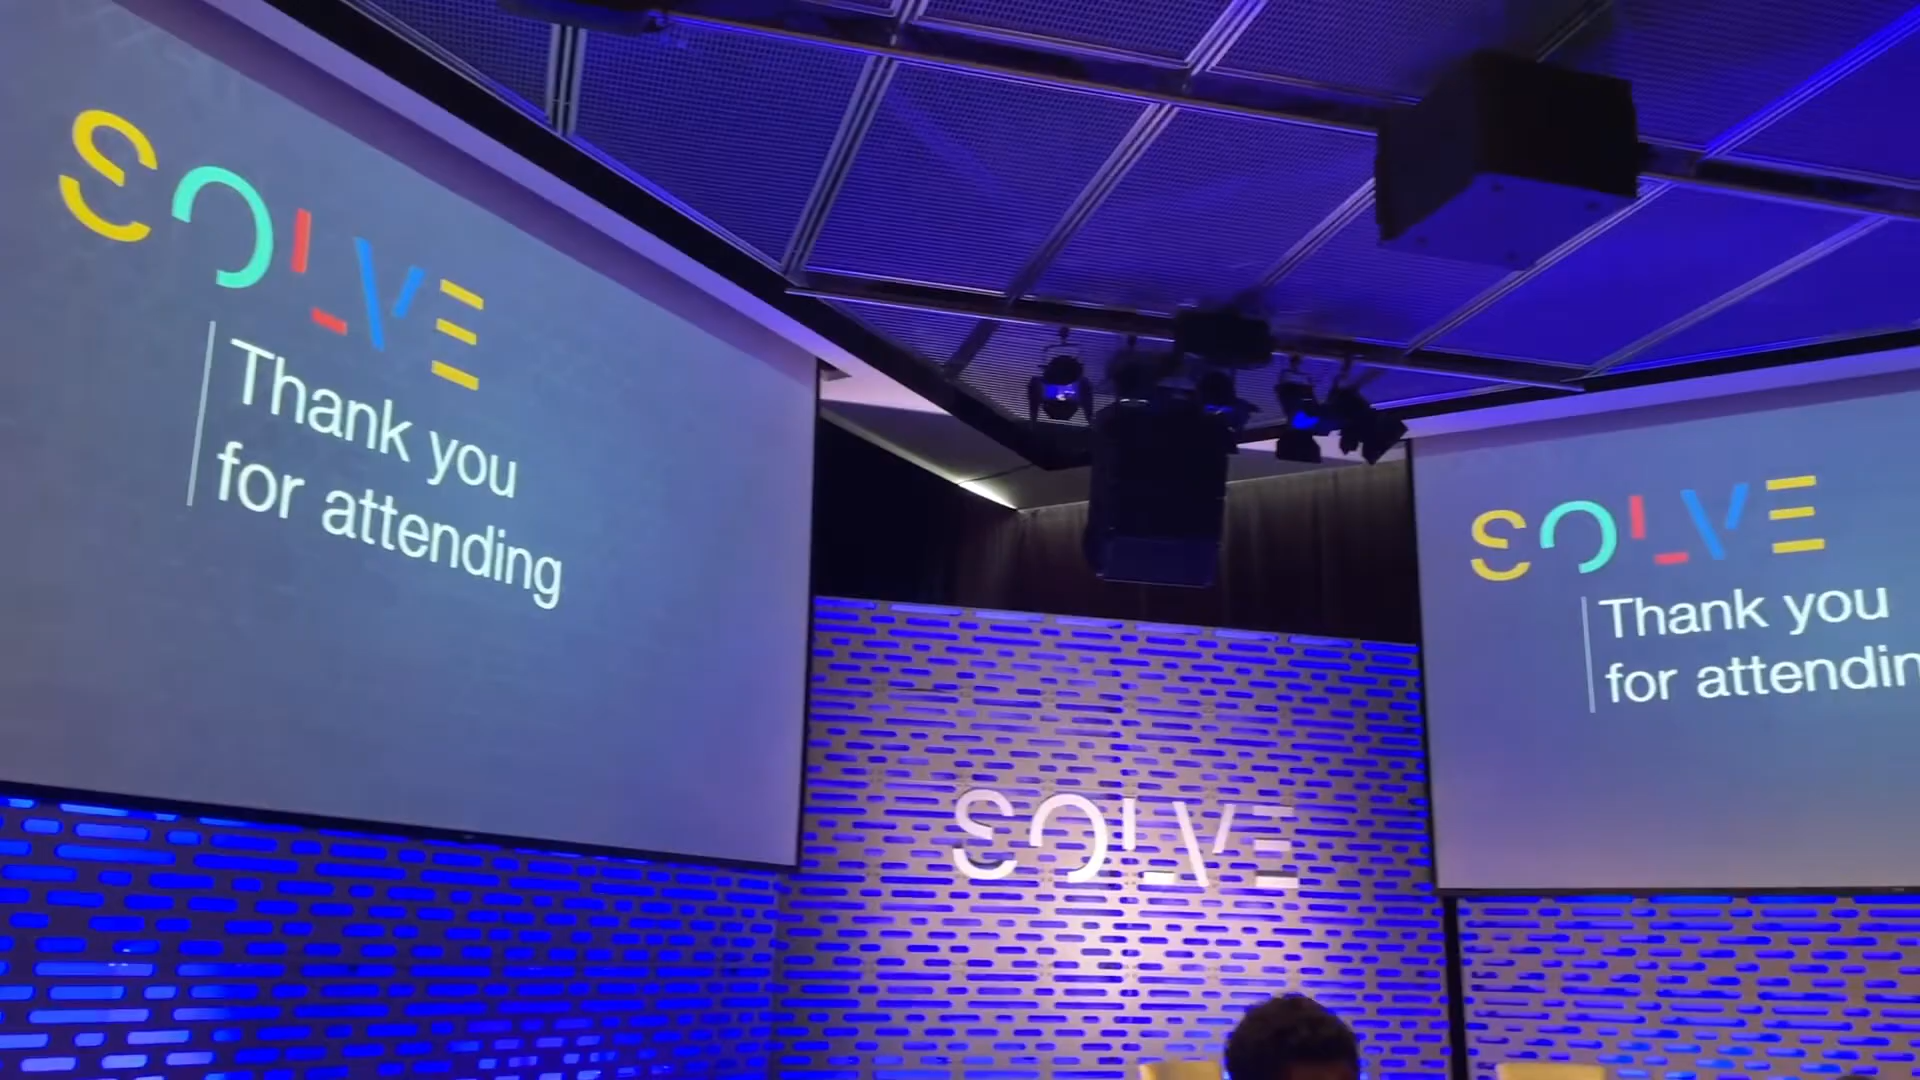 SOLVE
Thank you
for attending
SOLVE
SOLVE
Thank you
for attendin